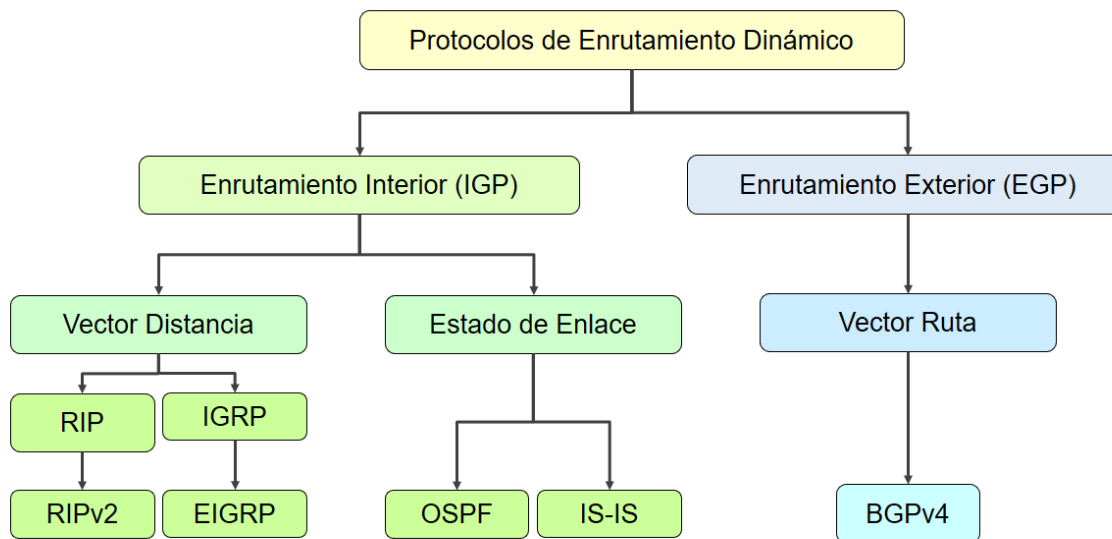 Protocolos de Enrutamiento Dinámico
Enrutamiento Interior (IGP)
Enrutamiento Exterior (EGP)
Vector Distancia
Estado de Enlace
Vector Ruta
RIP
IGRP
RIPv2
EIGRP
OSPF
IS-IS
BGPv4